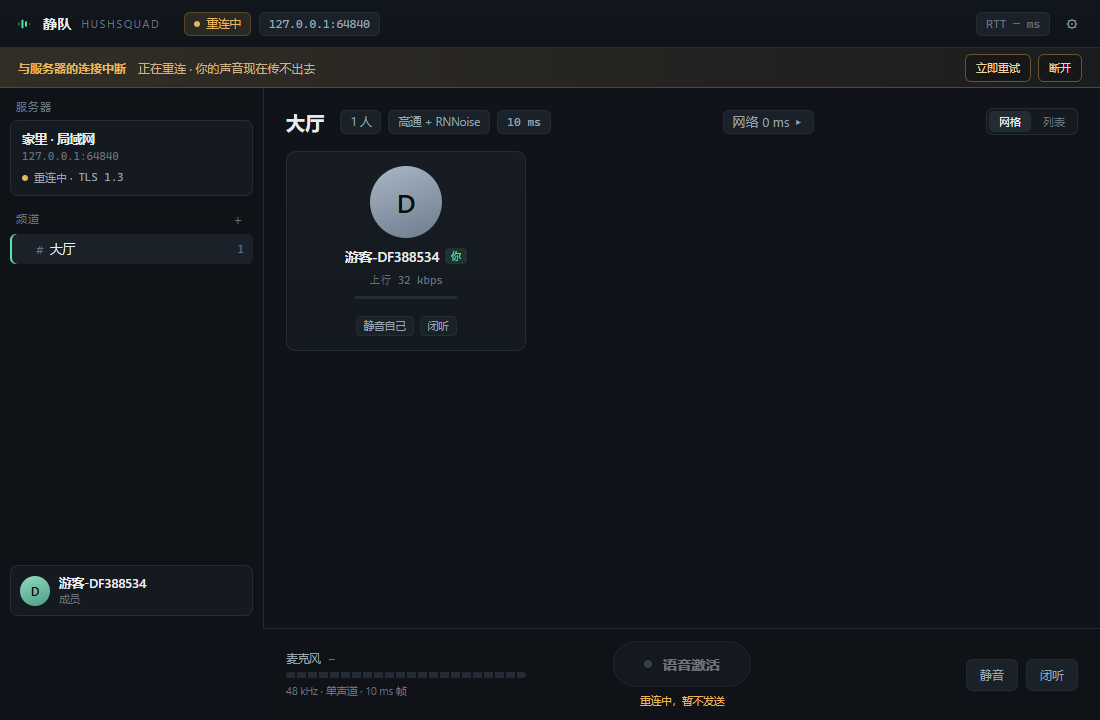 静队 HUSHSQUAD 重连中 127.0.0.1:64840 RTT — ms
与服务器的连接中断 正在重连 · 你的声音现在传不出去 立即重试 断开
服务器
家里 · 局域网
127.0.0.1:64840
重连中 · TLS 1.3
频道 +
# 大厅 1
游客-DF388534
成员
D
大厅 1 人 高通 + RNNoise 10 ms 网络 0 ms ▸ 网格 列表
D
游客-DF388534 你
上行 32 kbps
静音自己 闭听
麦克风 –
48 kHz · 单声道 · 10 ms 帧
语音激活
重连中，暂不发送
静音 闭听